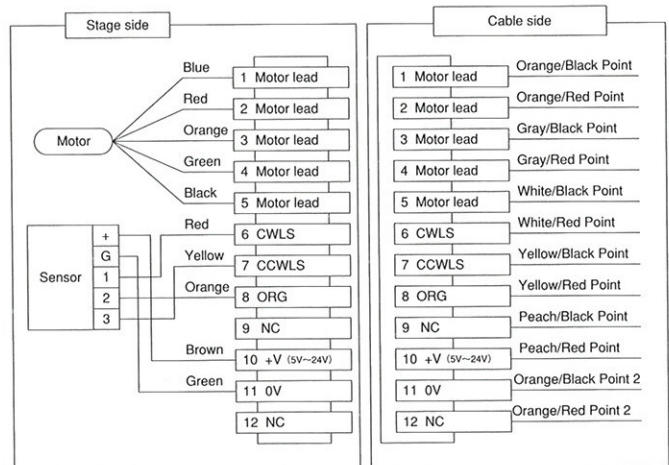 Stage side
Cable side
Motor
Blue
Red
Orange
Green
Black
1 Motor lead
2 Motor lead
3 Motor lead
4 Motor lead
5 Motor lead
Sensor
+
G
1
2
3
Red
Yellow
Orange
Brown
Green
6 CWLS
7 CCWLS
8 ORG
9 NC
10 +V (5V~24V)
11 0V
12 NC
1 Motor lead
Orange/Black Point
2 Motor lead
Orange/Red Point
3 Motor lead
Gray/Black Point
4 Motor lead
Gray/Red Point
5 Motor lead
White/Black Point
6 CWLS
White/Red Point
7 CCWLS
Yellow/Black Point
8 ORG
Yellow/Red Point
9 NC
Peach/Black Point
10 +V (5V~24V)
Peach/Red Point
11 0V
Orange/Black Point 2
12 NC
Orange/Red Point 2